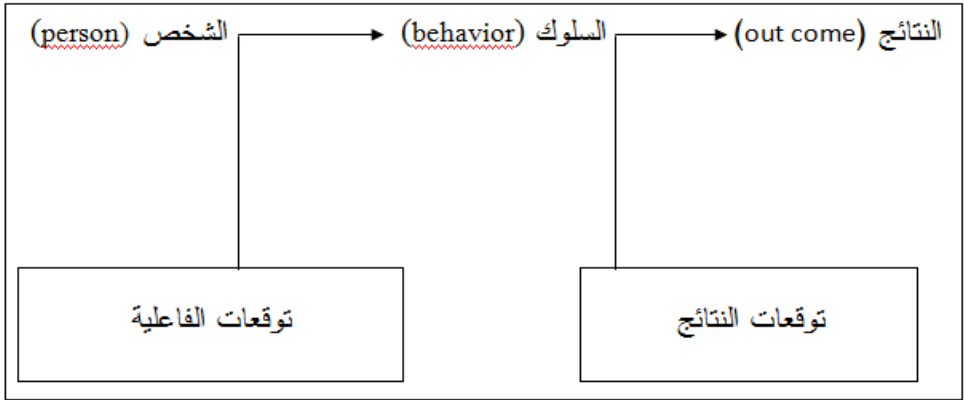 الشخص (person)
السلوك (behavior)
النتائج (out come)
توقعات الفاعلية
توقعات النتائج